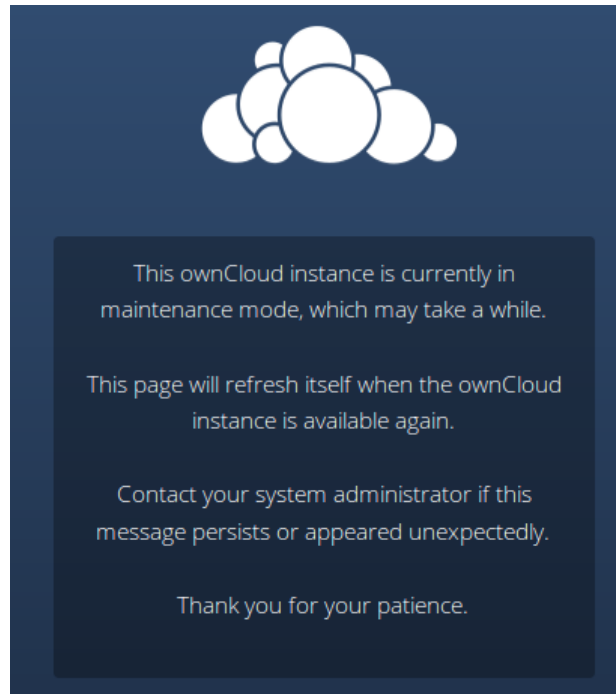 This ownCloud instance is currently in
maintenance mode, which may take a while.
This page will refresh itself when the ownCloud
instance is available again.
Contact your system administrator if this
message persists or appeared unexpectedly.
Thank you for your patience.